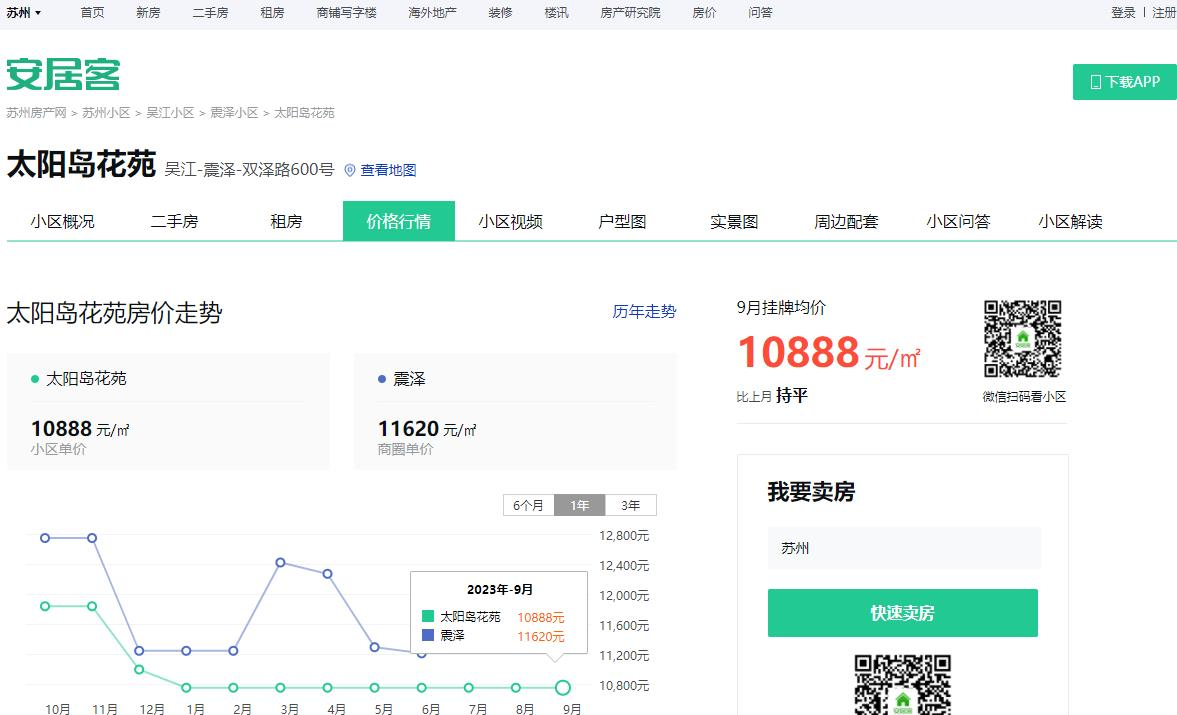 苏州 首页 新房 二手房 租房 商铺写字楼 海外地产 装修 楼讯 房产研究院 房价 问答 登录 | 注册
安居客
下载APP
苏州房产网 > 苏州小区 > 吴江小区 > 震泽小区 > 太阳岛花苑
太阳岛花苑 吴江-震泽-双泽路600号 查看地图
小区概况 二手房 租房 价格行情 小区视频 户型图 实景图 周边配套 小区问答 小区解读
太阳岛花苑房价走势 历年走势
太阳岛花苑
10888 元/㎡
小区单价
震泽
11620 元/㎡
商圈单价
6个月 1年 3年
12,800元
12,400元
12,000元
11,600元
11,200元
10,800元
2023年-9月
太阳岛花苑 10888元
震泽 11620元
10月 11月 12月 1月 2月 3月 4月 5月 6月 7月 8月 9月
9月挂牌均价
10888 元/㎡
比上月 持平
微信扫码看小区
我要卖房
苏州
快速卖房